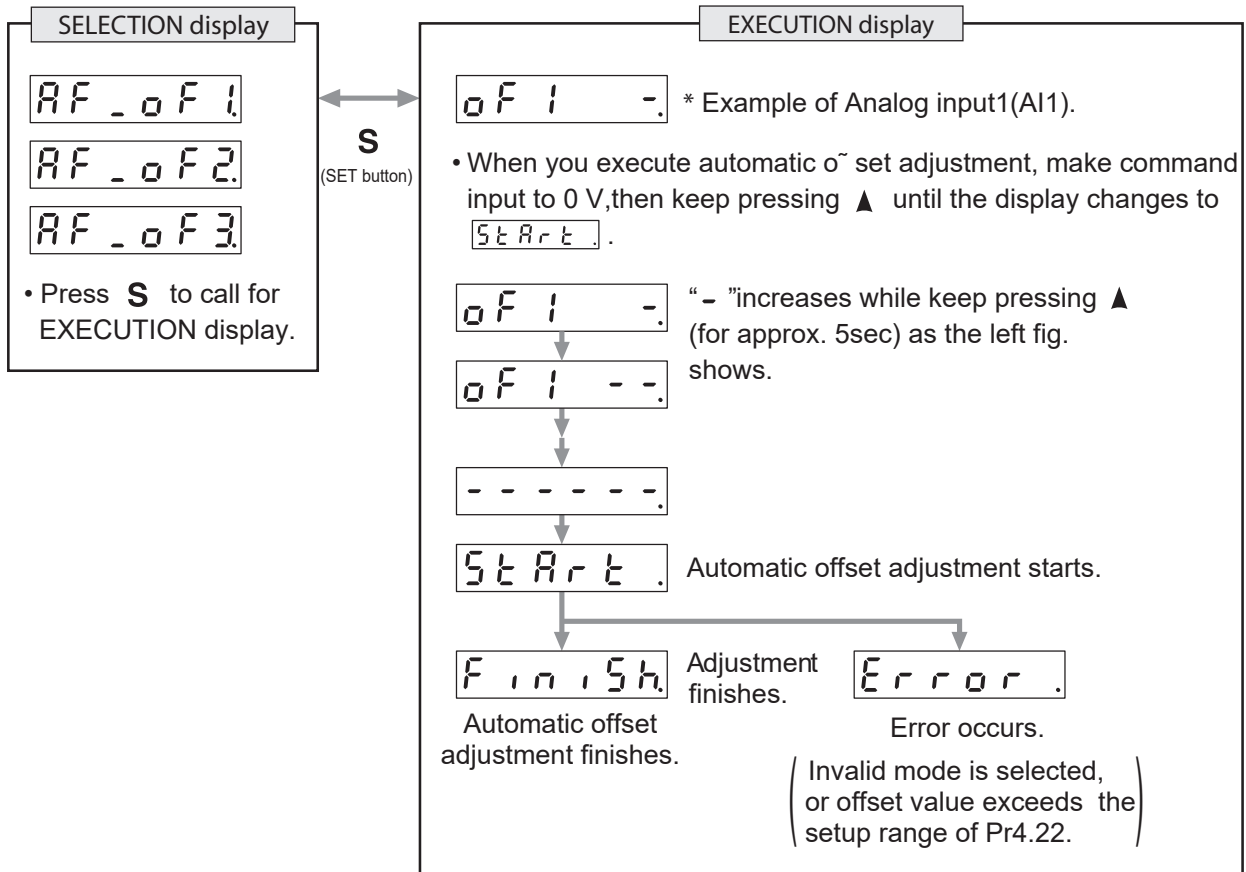 SELECTION display
AF_oF1.
AF_oF2.
AF_oF3.
• Press S to call for
EXECUTION display.
S
(SET button)
EXECUTION display
oF1 -. * Example of Analog input1(AI1).
• When you execute automatic o˜ set adjustment, make command
input to 0 V,then keep pressing ▲ until the display changes to
StArt . .
oF1 -.
“ - ”increases while keep pressing ▲
(for approx. 5sec) as the left fig.
shows.
oF1 --.
------.
StArt . Automatic offset adjustment starts.
FiniSh.
Automatic offset
adjustment finishes.
Adjustment
finishes.
Error .
Error occurs.
( Invalid mode is selected,
or offset value exceeds the
setup range of Pr4.22. )